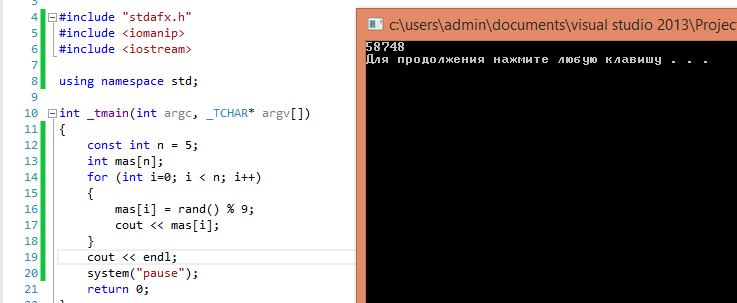 3
4 #include "stdafx.h"
5 #include <iomanip>
6 #include <iostream>
7
8 using namespace std;
9
10 int _tmain(int argc, _TCHAR* argv[])
11 {
12 const int n = 5;
13 int mas[n];
14 for (int i=0; i < n; i++)
15 {
16 mas[i] = rand() % 9;
17 cout << mas[i];
18 }
19 cout << endl;
20 system("pause");
21 return 0;
c:\users\admin\documents\visual studio 2013\Projec
58748
Для продолжения нажмите любую клавишу . . .